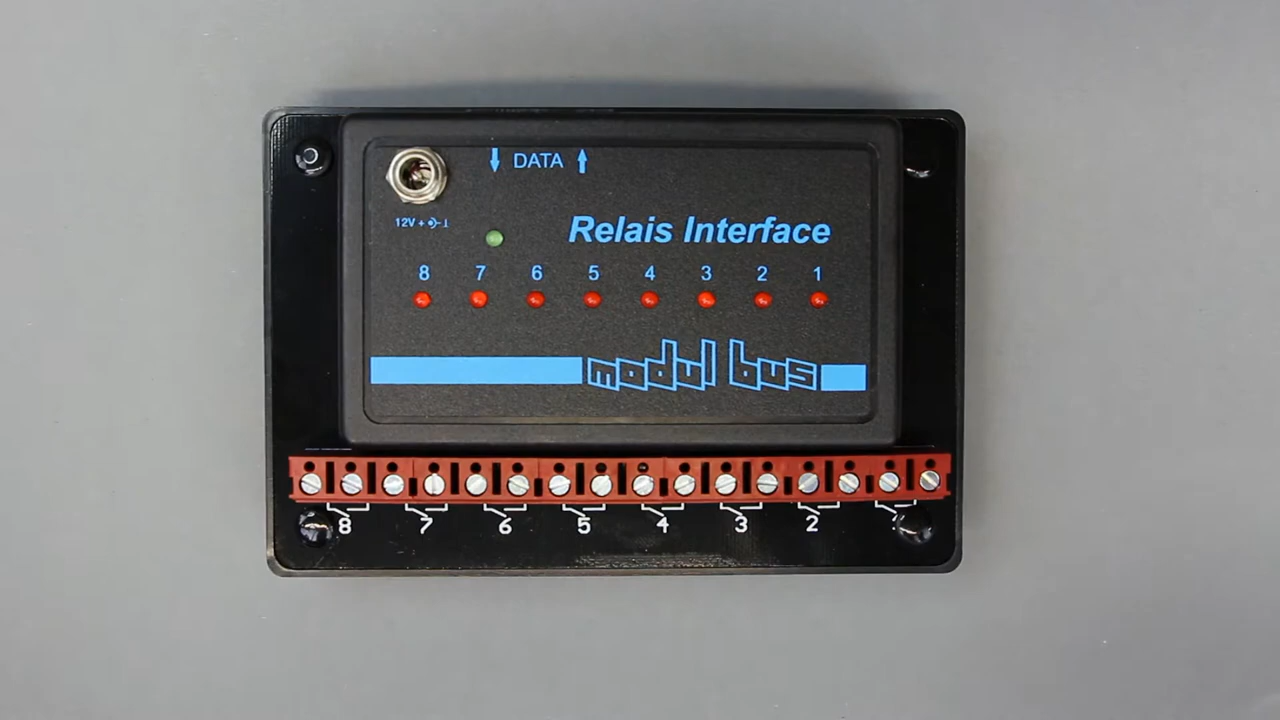 DATA
12V +
Relais Interface
8 7 6 5 4 3 2 1
modul bus
8 7 6 5 4 3 2